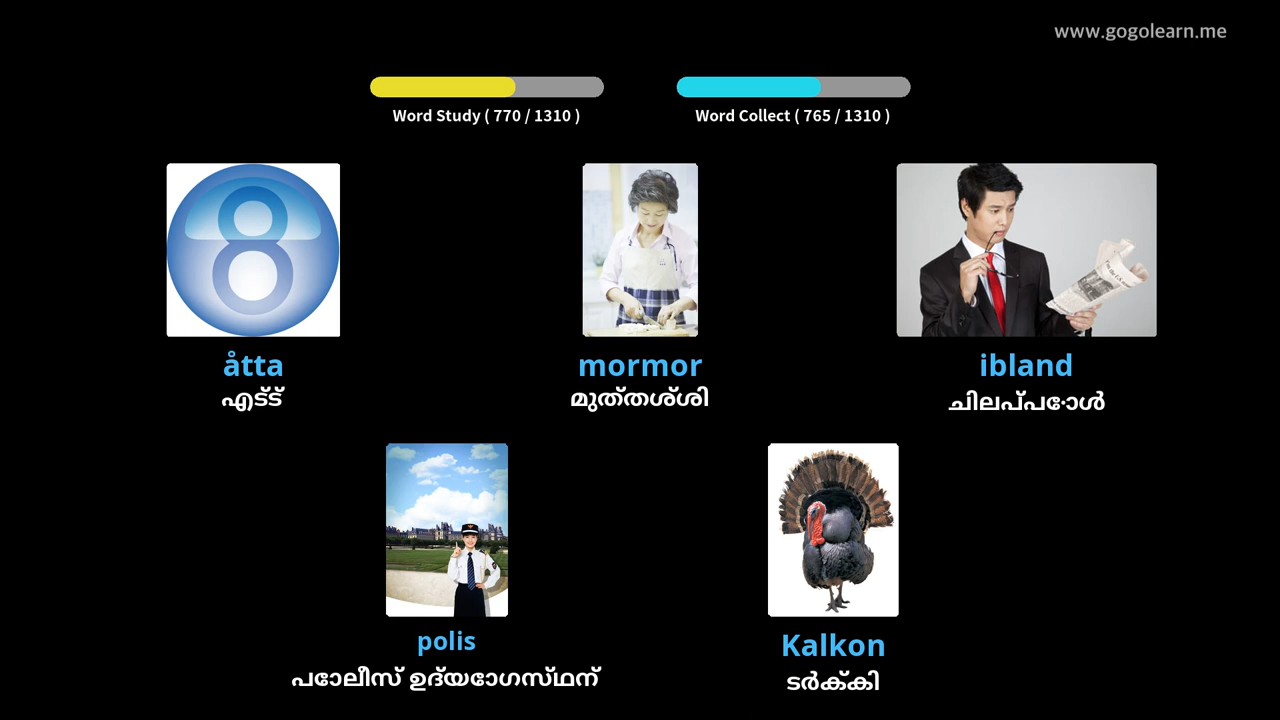 www.gogolearn.me
Word Study ( 770 / 1310 )
Word Collect ( 765 / 1310 )
8
åtta
എട്ട്
mormor
മുത്തശ്ശി
ibland
ചിലപ്പോൾ
polis
പോലീസ് ഉദ്യോഗസ്ഥന്
Kalkon
ടർക്കി